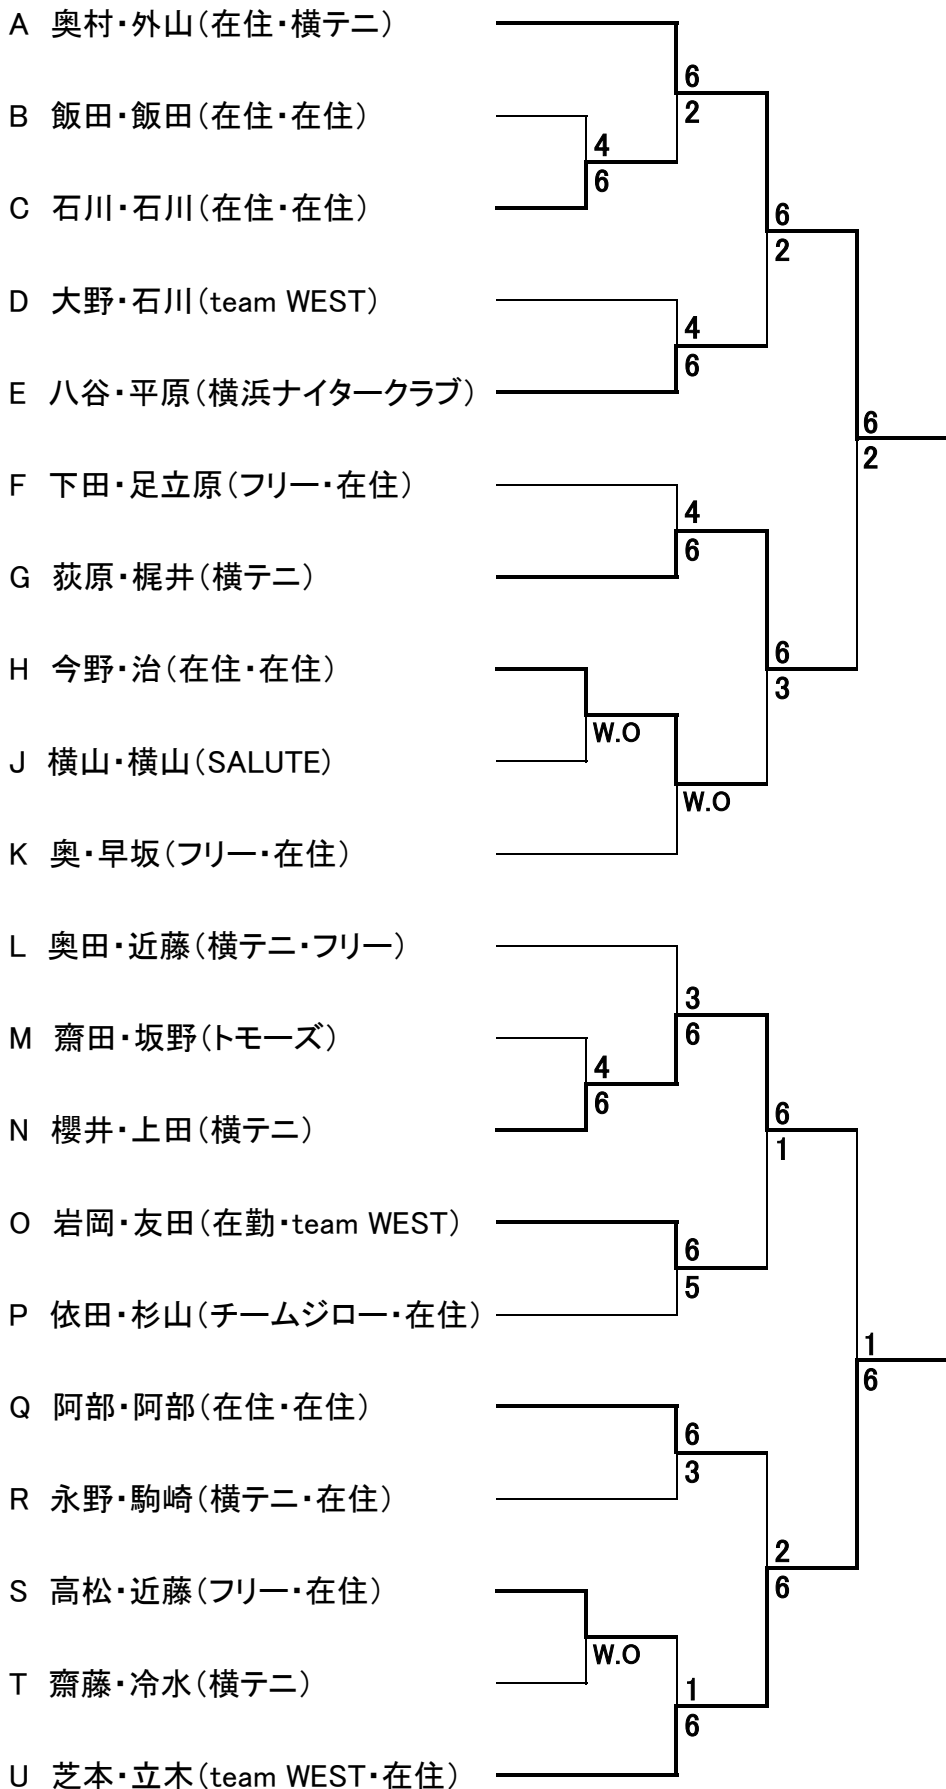 A 奥村・外山（在住・横テニ）
6
2
B 飯田・飯田（在住・在住）
4
6
C 石川・石川（在住・在住）
6
2
D 大野・石川（team WEST）
4
6
E 八谷・平原（横浜ナイタークラブ）
6
2
F 下田・足立原（フリー・在住）
4
6
G 荻原・梶井（横テニ）
H 今野・治（在住・在住）
6
3
W.O
J 横山・横山（SALUTE）
W.O
K 奥・早坂（フリー・在住）
L 奥田・近藤（横テニ・フリー）
3
6
M 齋田・坂野（トモーズ）
4
6
N 櫻井・上田（横テニ）
6
1
O 岩岡・友田（在勤・team WEST）
6
5
P 依田・杉山（チームジロー・在住）
1
6
Q 阿部・阿部（在住・在住）
6
3
R 永野・駒崎（横テニ・在住）
2
6
S 高松・近藤（フリー・在住）
W.O
T 齋藤・冷水（横テニ）
1
6
U 芝本・立木（team WEST・在住）